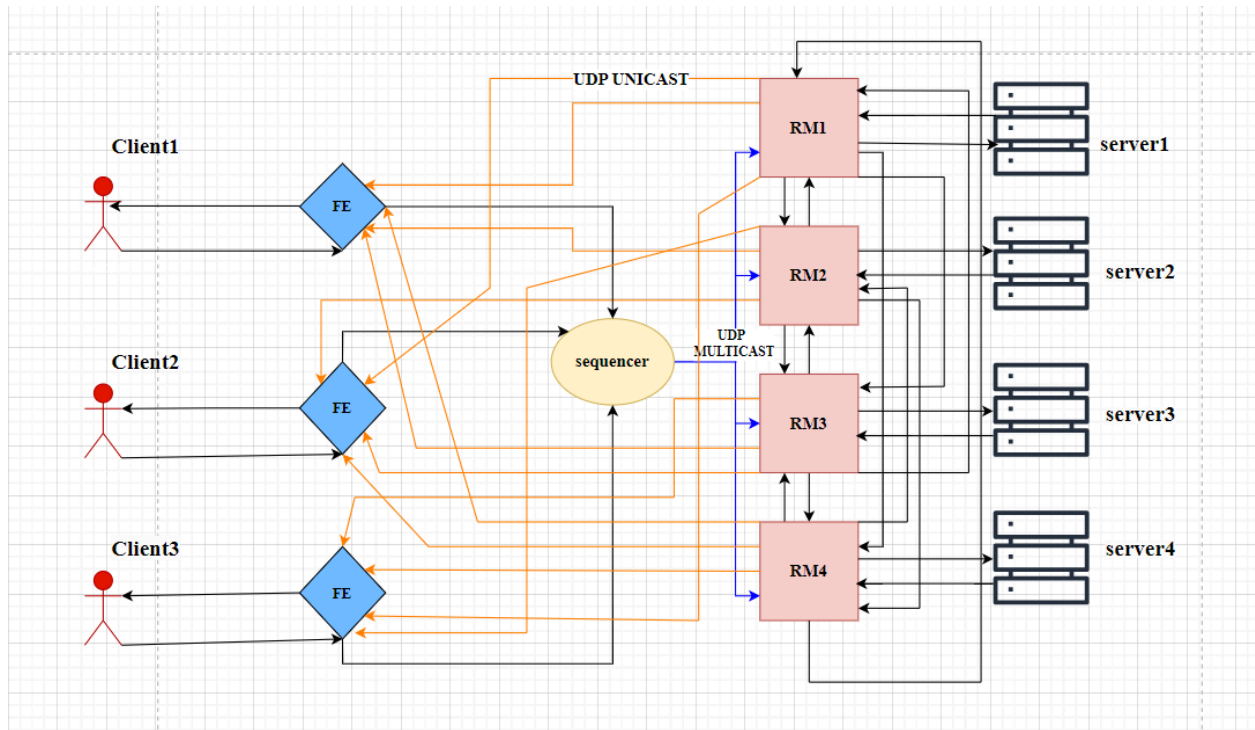 UDP UNICAST
Client1
FE
RM1
server1
RM2
server2
UDP
MULTICAST
sequencer
Client2
FE
RM3
server3
Client3
FE
RM4
server4